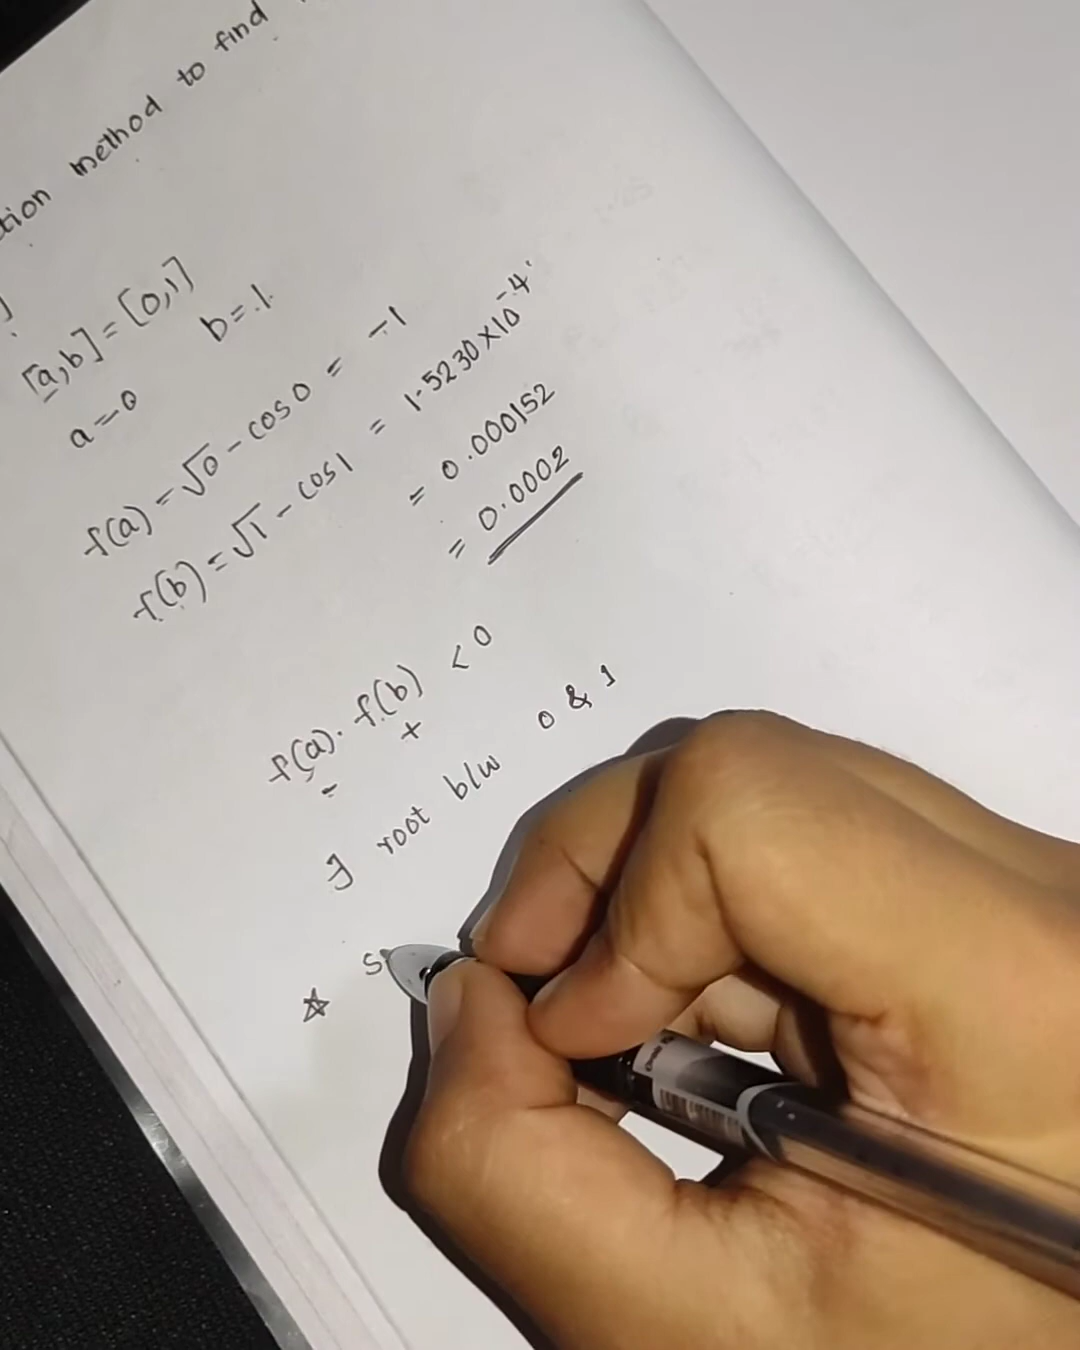 tion method to find
[a,b] = [0,1]
a=0 b=1
f(a) = √0 - cos 0 = -1
f(b) = √1 - cos 1 = 1.5230 × 10^-4
= 0.000152
= 0.0002
f(a). f(b) < 0
- +
∃ root b/w 0 & 1
☆ S